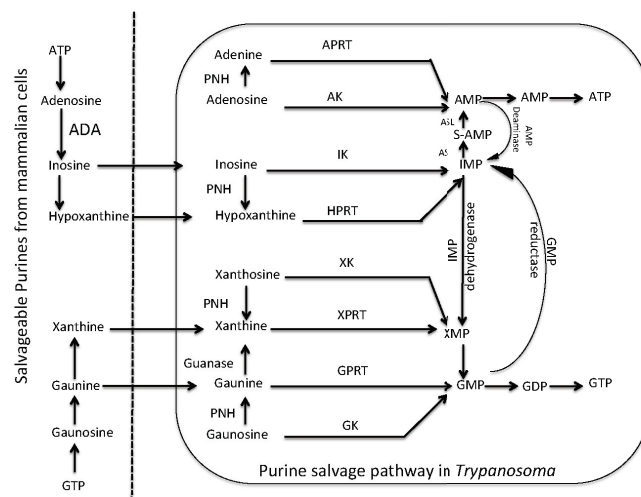 Salvageable Purines from mammalian cells
ATP
Adenosine
ADA
Inosine
Hypoxanthine
Xanthine
Gaunine
Gaunosine
GTP
Adenine
APRT
PNH
Adenosine
AK
AMP
AMP
ATP
ASL
S-AMP
AMP
Deaminase
AS
Inosine
IK
IMP
PNH
Hypoxanthine
HPRT
IMP
dehydrogenase
GMP
reductase
Xanthosine
XK
PNH
Xanthine
XPRT
XMP
Guanase
Gaunine
GPRT
GMP
GDP
GTP
PNH
Gaunosine
GK
Purine salvage pathway in Trypanosoma